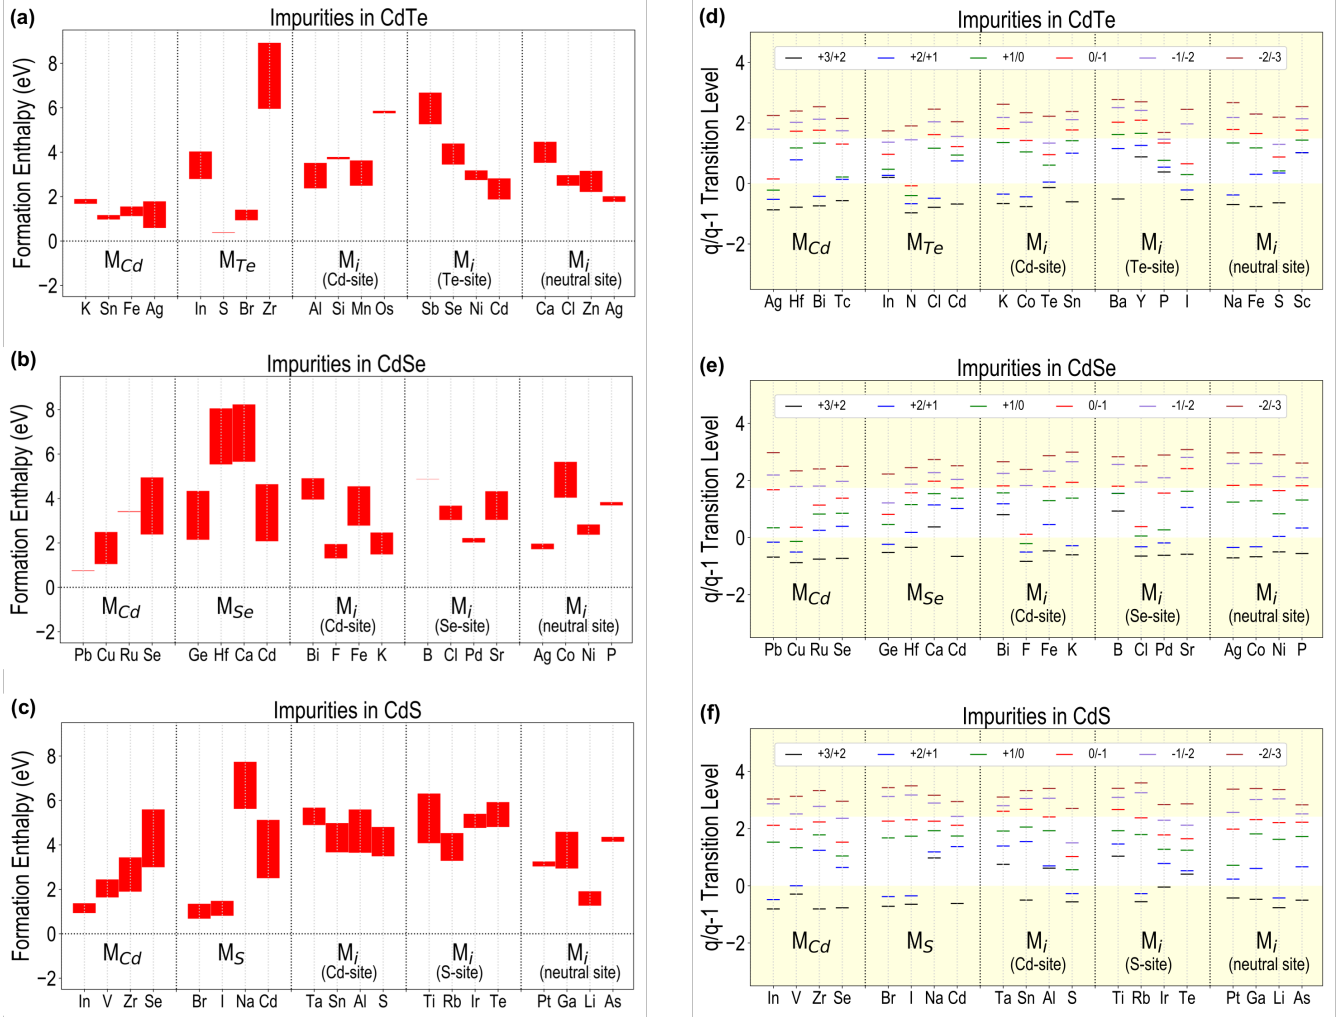 (a)
Impurities in CdTe
Formation Enthalpy (eV)
8
6
4
2
0
−2
M_Cd
M_Te
M_i
(Cd-site)
M_i
(Te-site)
M_i
(neutral site)
K Sn Fe Ag In S Br Zr Al Si Mn Os Sb Se Ni Cd Ca Cl Zn Ag
(d)
Impurities in CdTe
q/q-1 Transition Level
4
2
0
−2
+3/+2 +2/+1 +1/0 0/-1 -1/-2 -2/-3
M_Cd
M_Te
M_i
(Cd-site)
M_i
(Te-site)
M_i
(neutral site)
Ag Hf Bi Tc In N Cl Cd K Co Te Sn Ba Y P I Na Fe S Sc
(b)
Impurities in CdSe
Formation Enthalpy (eV)
8
6
4
2
0
−2
M_Cd
M_Se
M_i
(Cd-site)
M_i
(Se-site)
M_i
(neutral site)
Pb Cu Ru Se Ge Hf Ca Cd Bi F Fe K B Cl Pd Sr Ag Co Ni P
(e)
Impurities in CdSe
q/q-1 Transition Level
4
2
0
−2
+3/+2 +2/+1 +1/0 0/-1 -1/-2 -2/-3
M_Cd
M_Se
M_i
(Cd-site)
M_i
(Se-site)
M_i
(neutral site)
Pb Cu Ru Se Ge Hf Ca Cd Bi F Fe K B Cl Pd Sr Ag Co Ni P
(c)
Impurities in CdS
Formation Enthalpy (eV)
8
6
4
2
0
−2
M_Cd
M_S
M_i
(Cd-site)
M_i
(S-site)
M_i
(neutral site)
In V Zr Se Br I Na Cd Ta Sn Al S Ti Rb Ir Te Pt Ga Li As
(f)
Impurities in CdS
q/q-1 Transition Level
4
2
0
−2
+3/+2 +2/+1 +1/0 0/-1 -1/-2 -2/-3
M_Cd
M_S
M_i
(Cd-site)
M_i
(S-site)
M_i
(neutral site)
In V Zr Se Br I Na Cd Ta Sn Al S Ti Rb Ir Te Pt Ga Li As